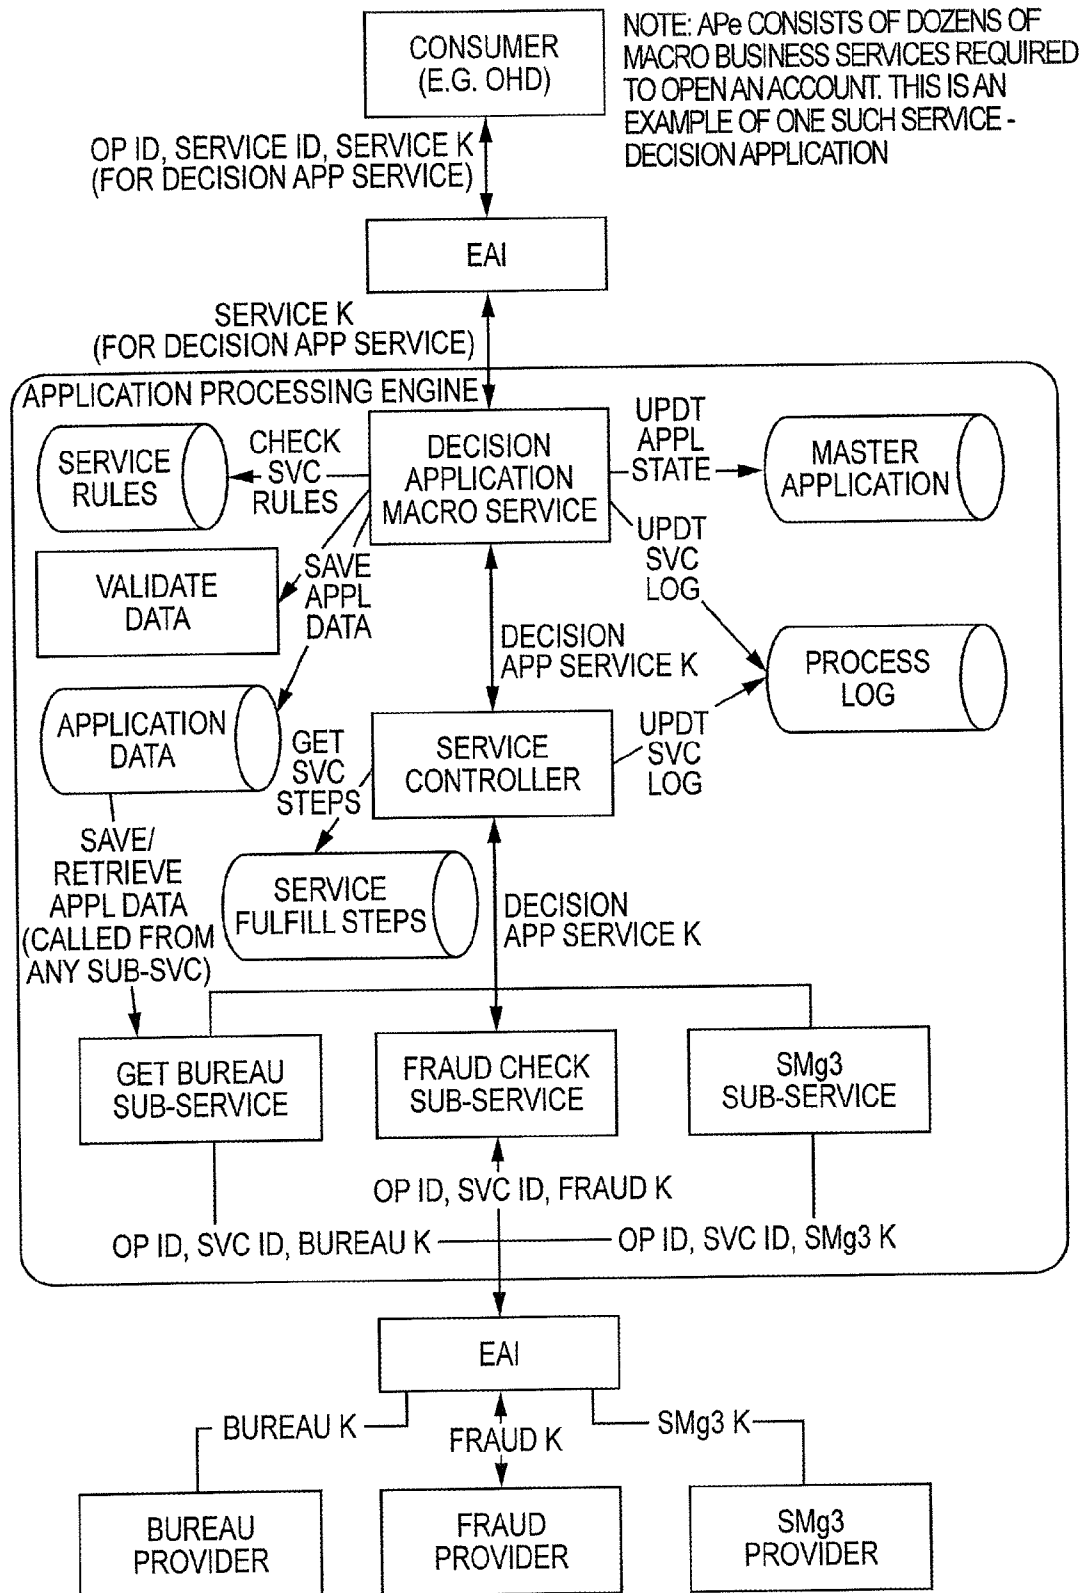 CONSUMER
(E.G. OHD)
NOTE: APe CONSISTS OF DOZENS OF
MACRO BUSINESS SERVICES REQUIRED
TO OPEN AN ACCOUNT. THIS IS AN
EXAMPLE OF ONE SUCH SERVICE -
DECISION APPLICATION
OP ID, SERVICE ID, SERVICE K
(FOR DECISION APP SERVICE)
EAI
SERVICE K
(FOR DECISION APP SERVICE)
APPLICATION PROCESSING ENGINE
SERVICE
RULES
CHECK
SVC
RULES
DECISION
APPLICATION
MACRO SERVICE
UPDT
APPL
STATE
MASTER
APPLICATION
VALIDATE
DATA
SAVE
APPL
DATA
UPDT
SVC
LOG
DECISION
APP SERVICE K
PROCESS
LOG
APPLICATION
DATA
GET
SVC
STEPS
SERVICE
CONTROLLER
UPDT
SVC
LOG
SAVE/
RETRIEVE
APPL DATA
(CALLED FROM
ANY SUB-SVC)
SERVICE
FULFILL STEPS
DECISION
APP SERVICE K
GET BUREAU
SUB-SERVICE
FRAUD CHECK
SUB-SERVICE
SMg3
SUB-SERVICE
OP ID, SVC ID, FRAUD K
OP ID, SVC ID, BUREAU K
OP ID, SVC ID, SMg3 K
EAI
BUREAU K
FRAUD K
SMg3 K
BUREAU
PROVIDER
FRAUD
PROVIDER
SMg3
PROVIDER